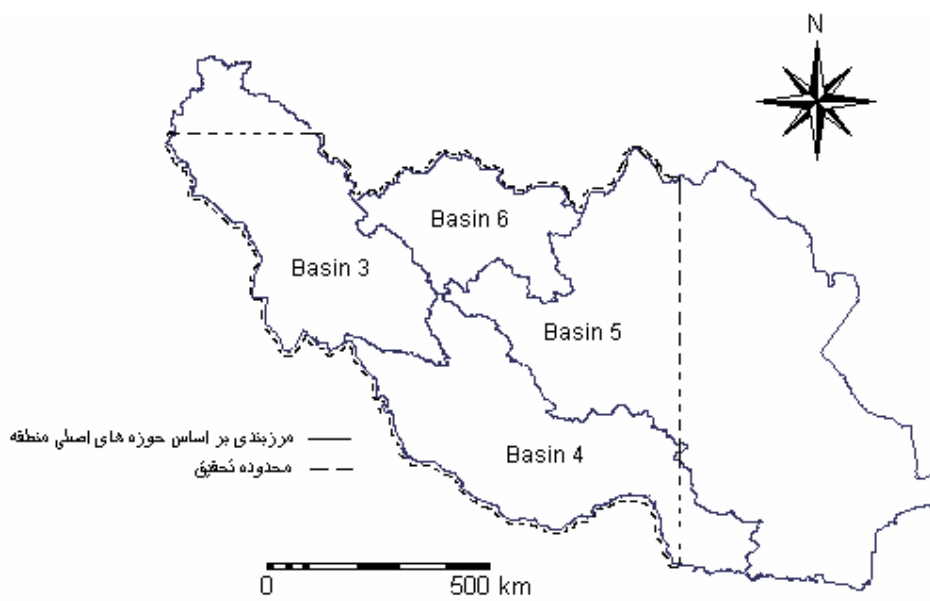 N
Basin 6
Basin 3
Basin 5
مرزبندی بر اساس حوزه های اصلی منطقه
Basin 4
محدوده تحقیق
0 500 km